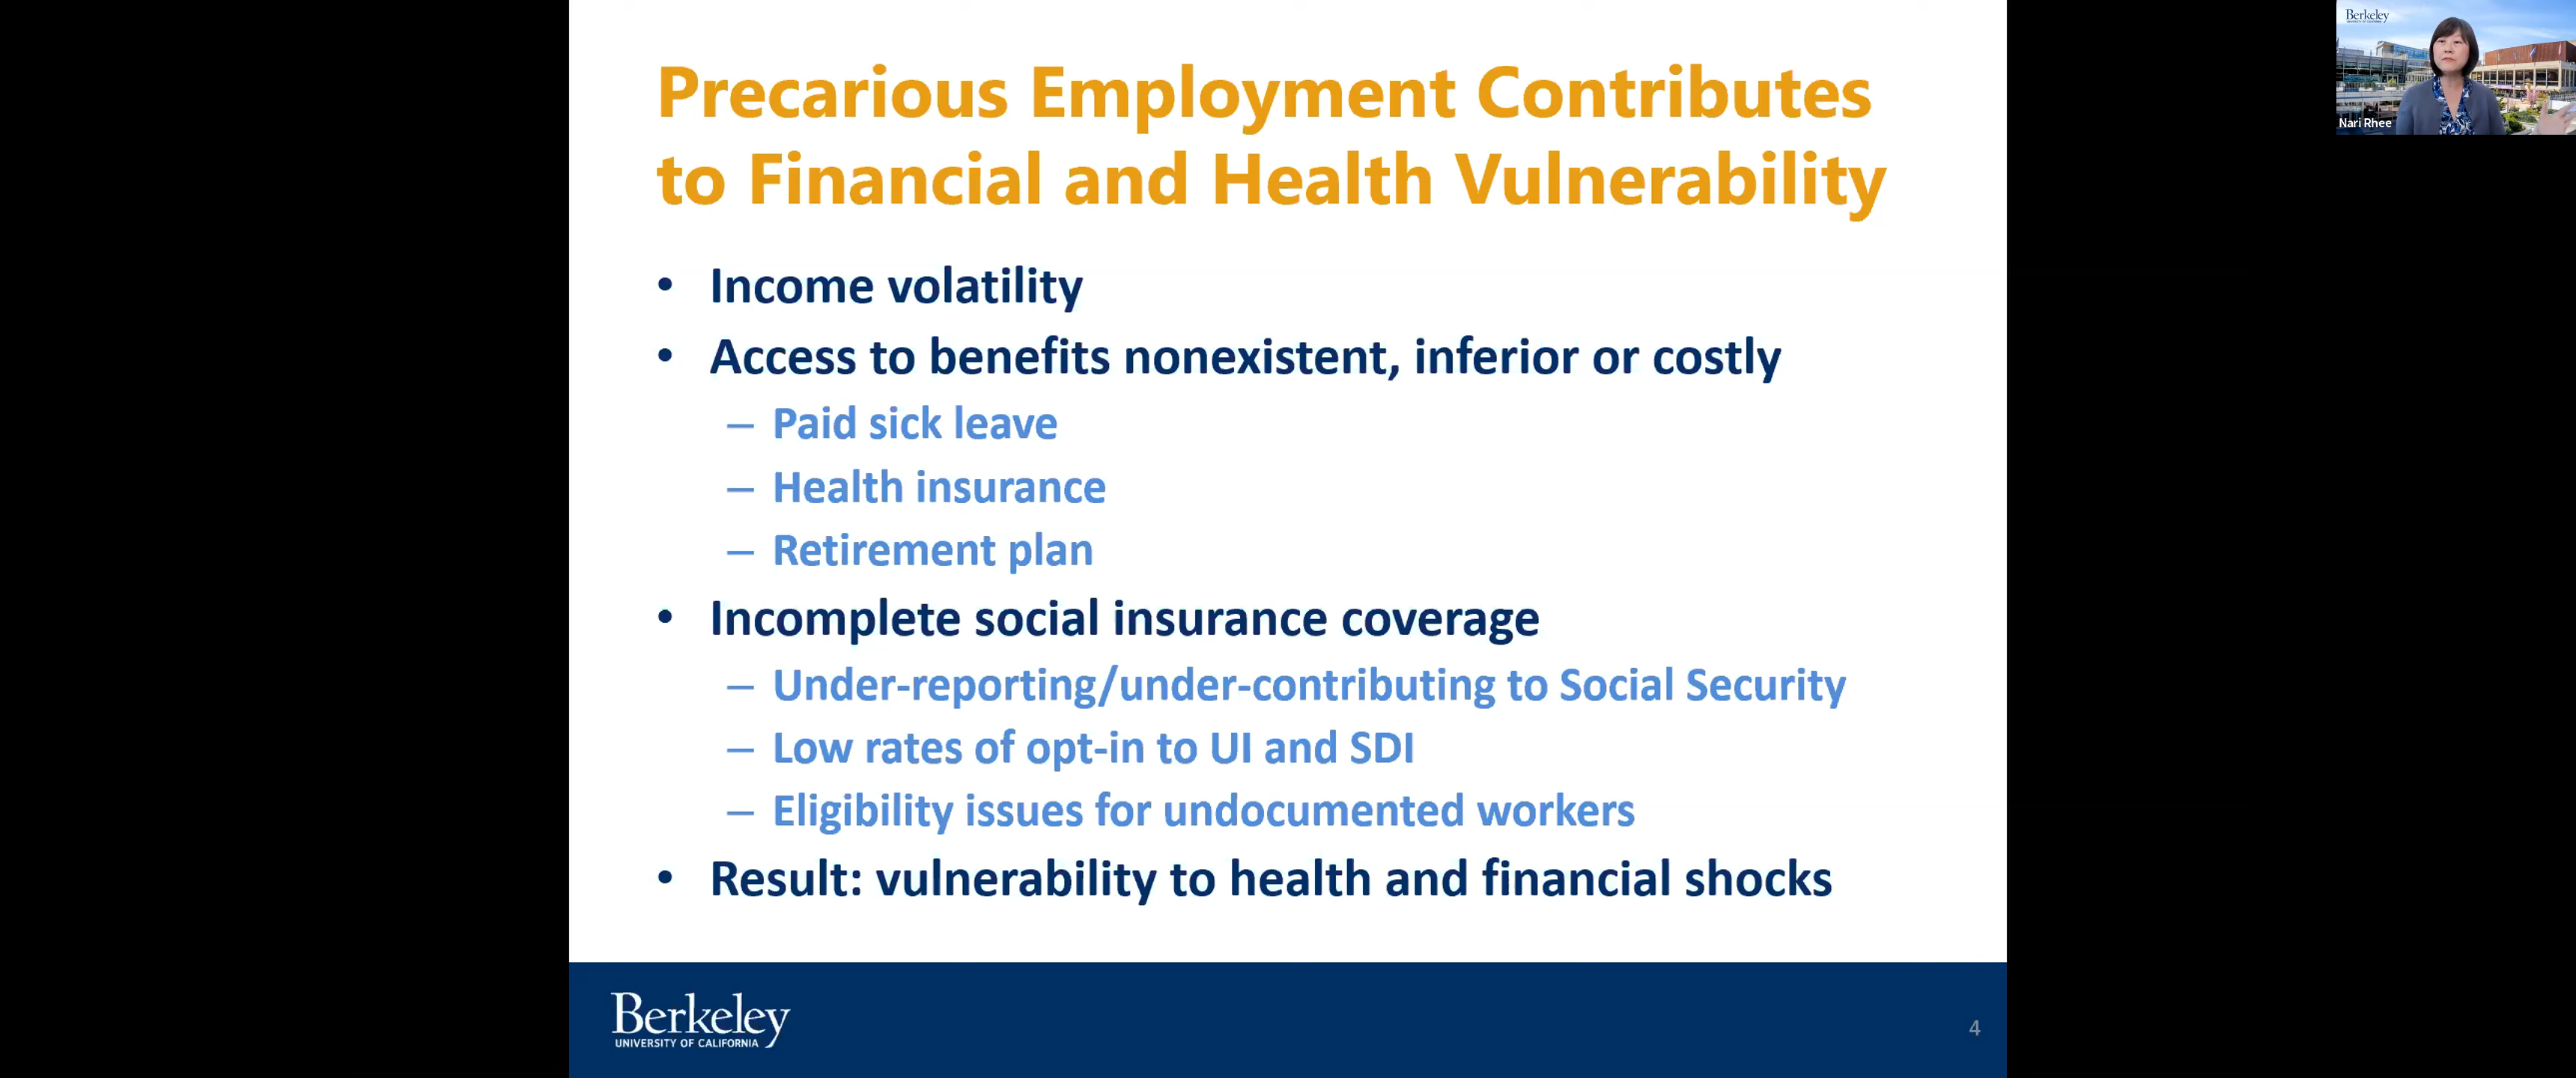 Precarious Employment Contributes
to Financial and Health Vulnerability
• Income volatility
• Access to benefits nonexistent, inferior or costly
– Paid sick leave
– Health insurance
– Retirement plan
• Incomplete social insurance coverage
– Under-reporting/under-contributing to Social Security
– Low rates of opt-in to UI and SDI
– Eligibility issues for undocumented workers
• Result: vulnerability to health and financial shocks
Berkeley
UNIVERSITY OF CALIFORNIA
4
Berkeley
UNIVERSITY OF CALIFORNIA
Nari Rhee